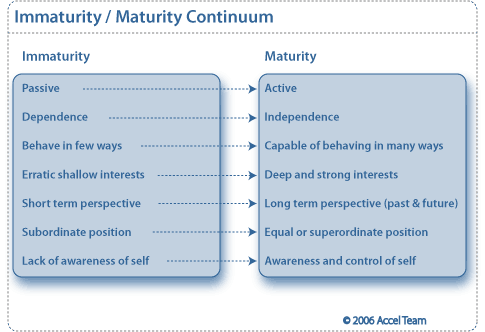 Immaturity / Maturity Continuum
Immaturity Maturity
Passive Active
Dependence Independence
Behave in few ways Capable of behaving in many ways
Erratic shallow interests Deep and strong interests
Short term perspective Long term perspective (past & future)
Subordinate position Equal or superordinate position
Lack of awareness of self Awareness and control of self
© 2006 Accel Team